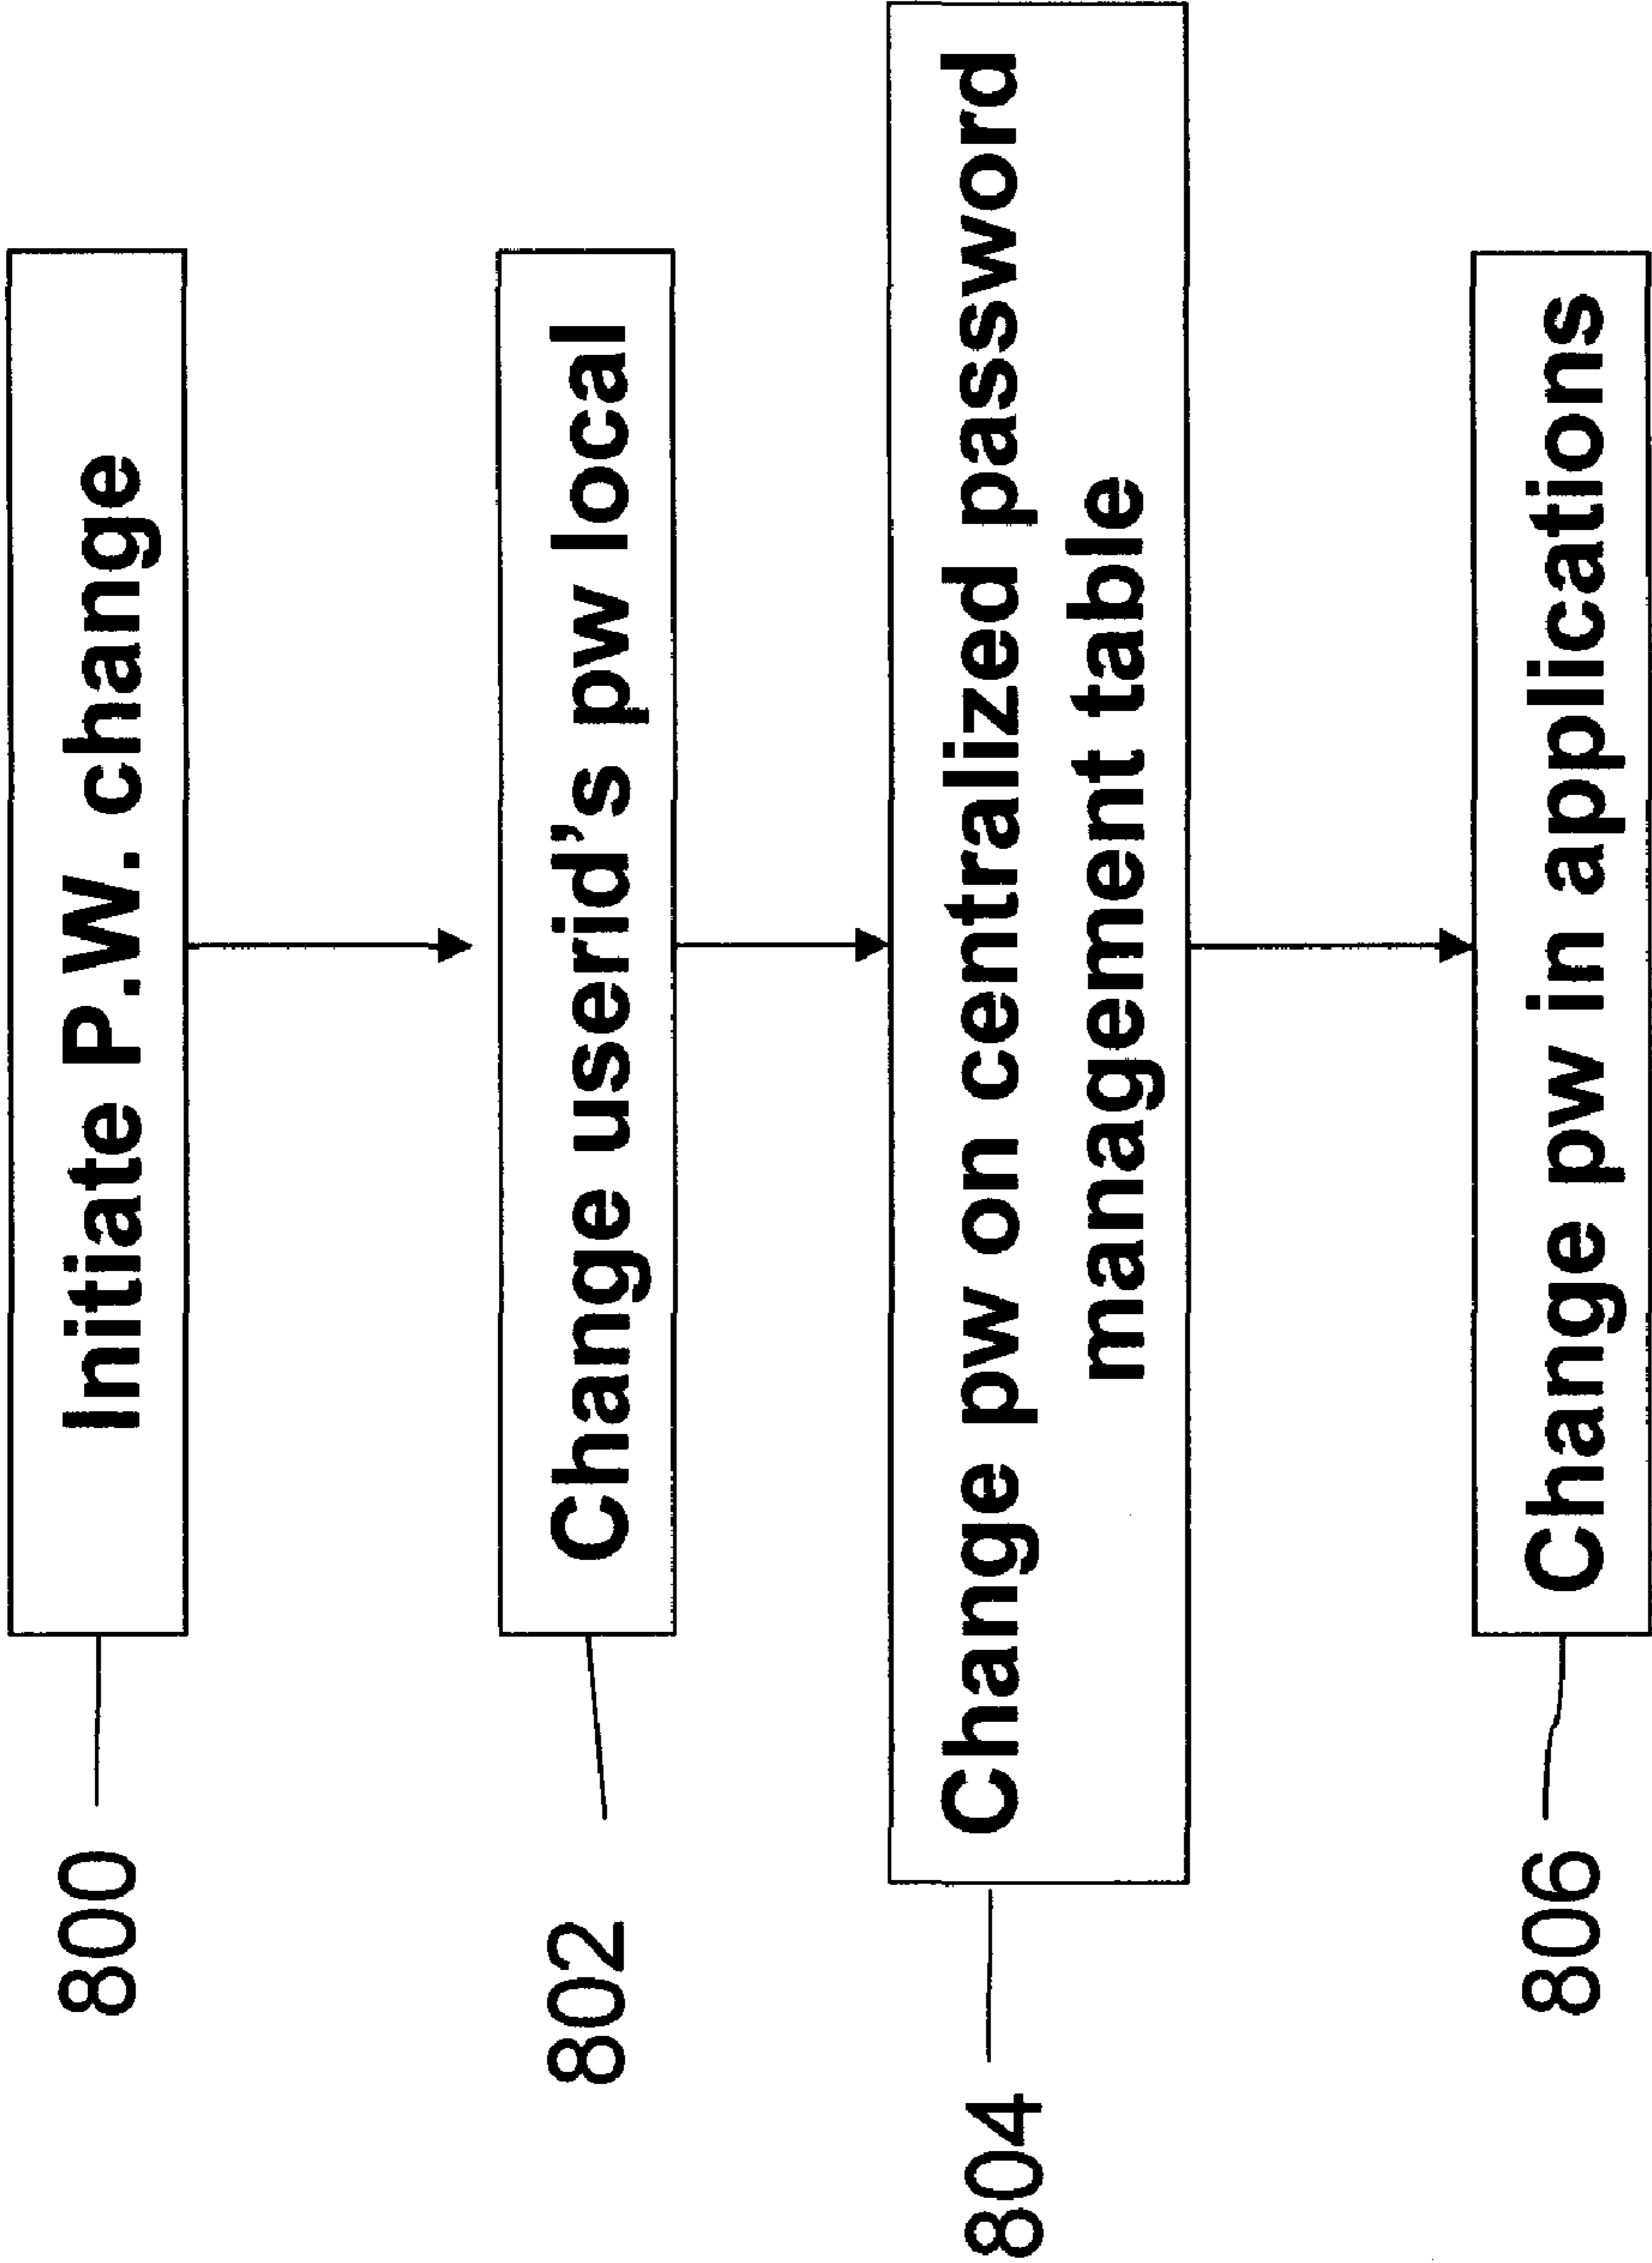 800
Initiate P.W. change
802
Change userid's pw local
804
Change pw on centralized password
management table
806
Change pw in applications